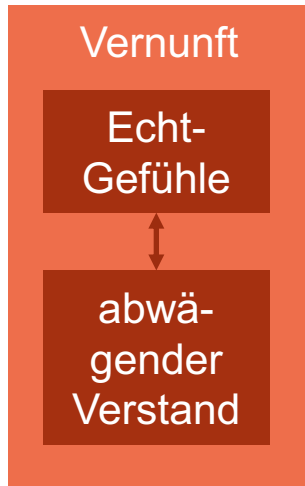 Vernunft
Echt-
Gefühle
abwä-
gender
Verstand